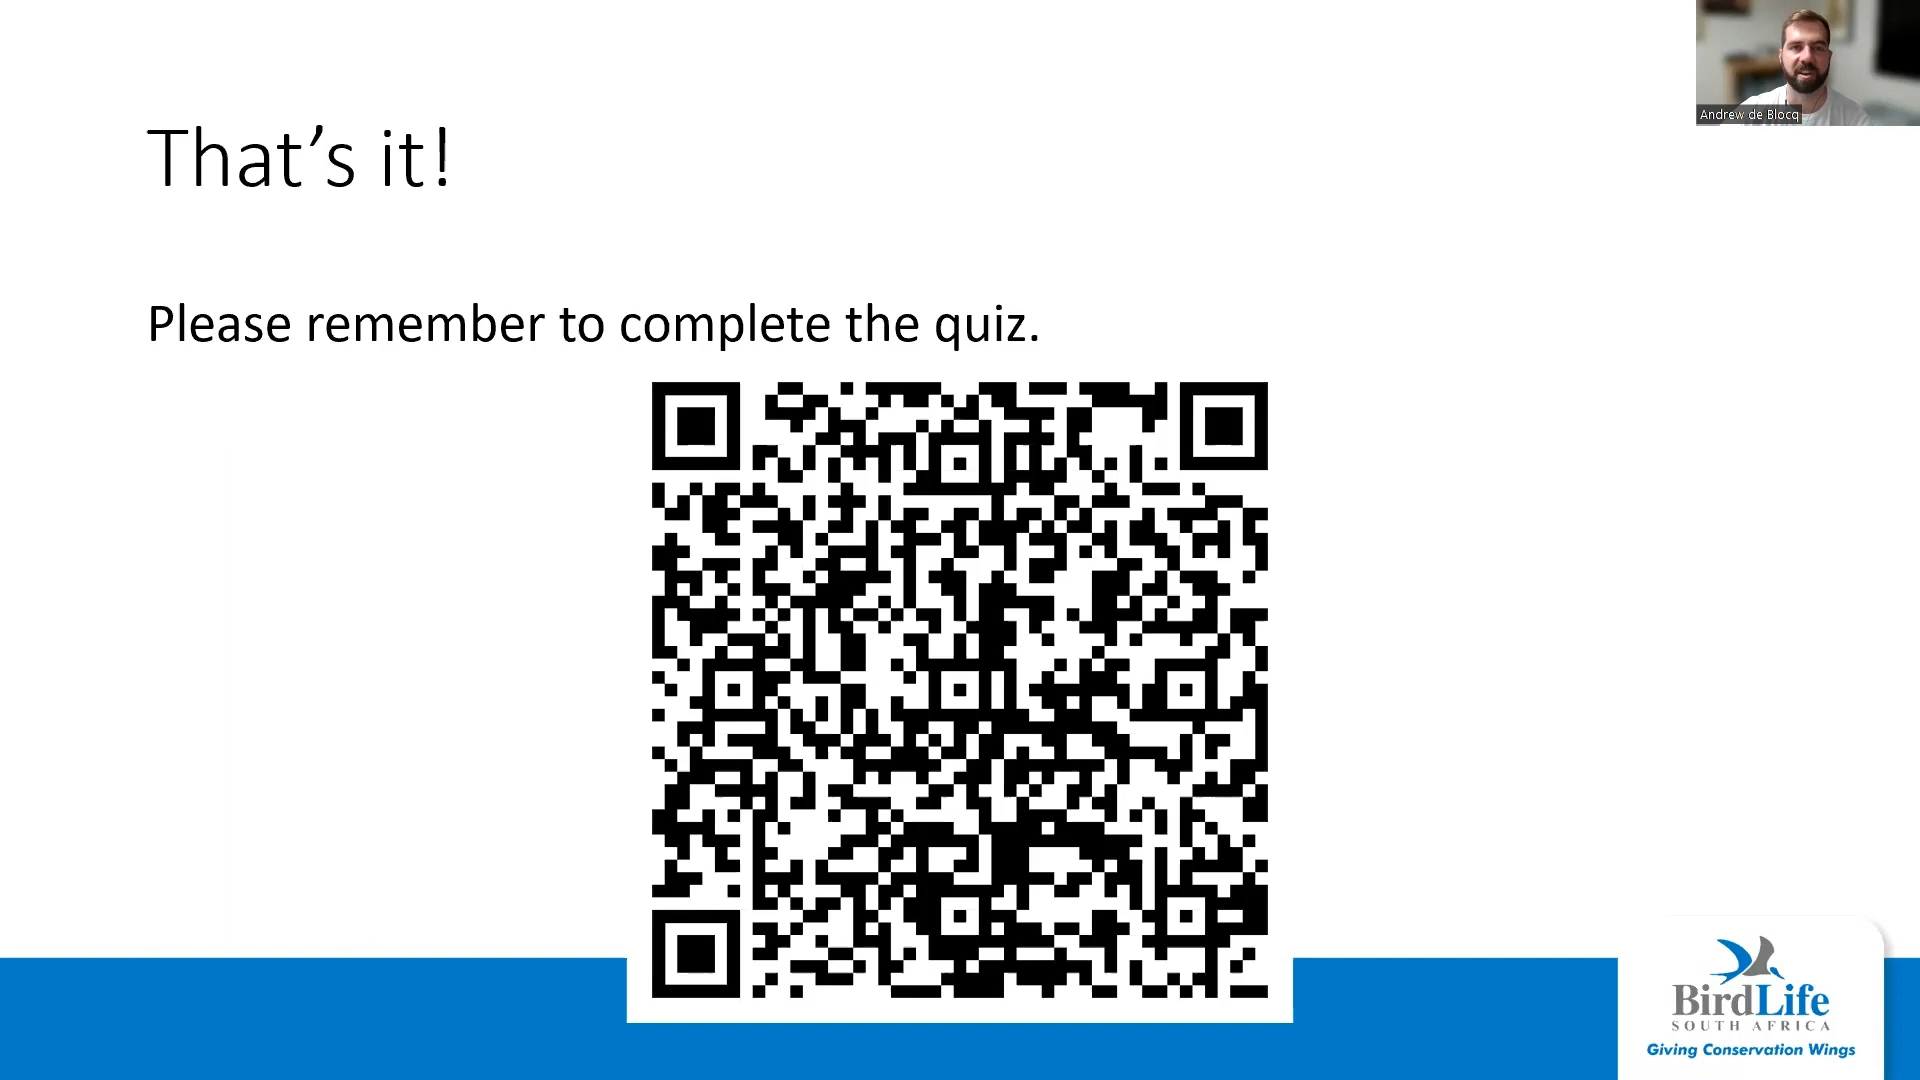 Andrew de Blocq
That's it!
Please remember to complete the quiz.
BirdLife
SOUTH AFRICA
Giving Conservation Wings